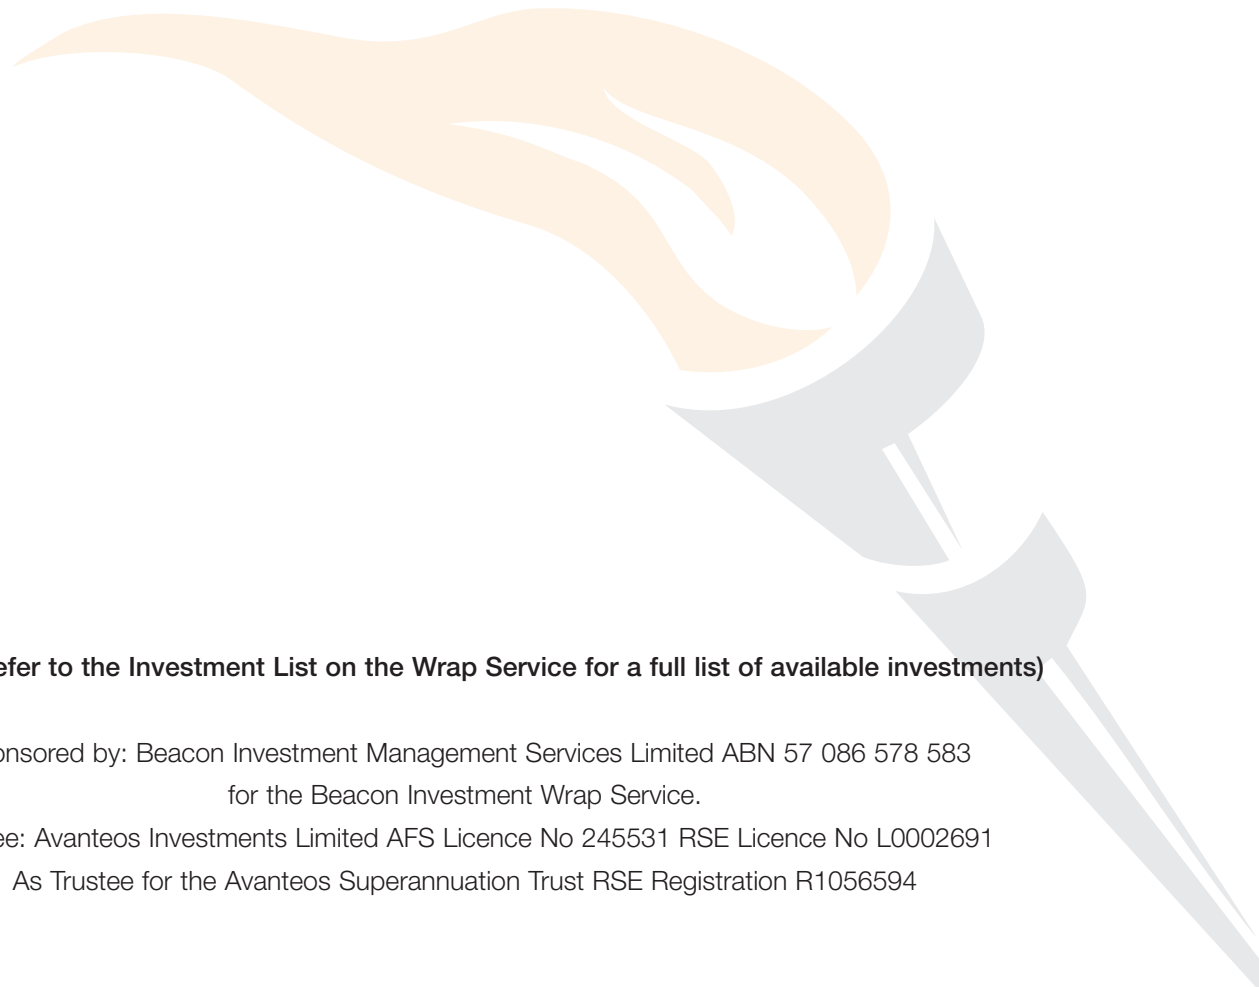 efer to the Investment List on the Wrap Service for a full list of available investments)
onsored by: Beacon Investment Management Services Limited ABN 57 086 578 583
for the Beacon Investment Wrap Service.
ee: Avanteos Investments Limited AFS Licence No 245531 RSE Licence No L0002691
As Trustee for the Avanteos Superannuation Trust RSE Registration R1056594